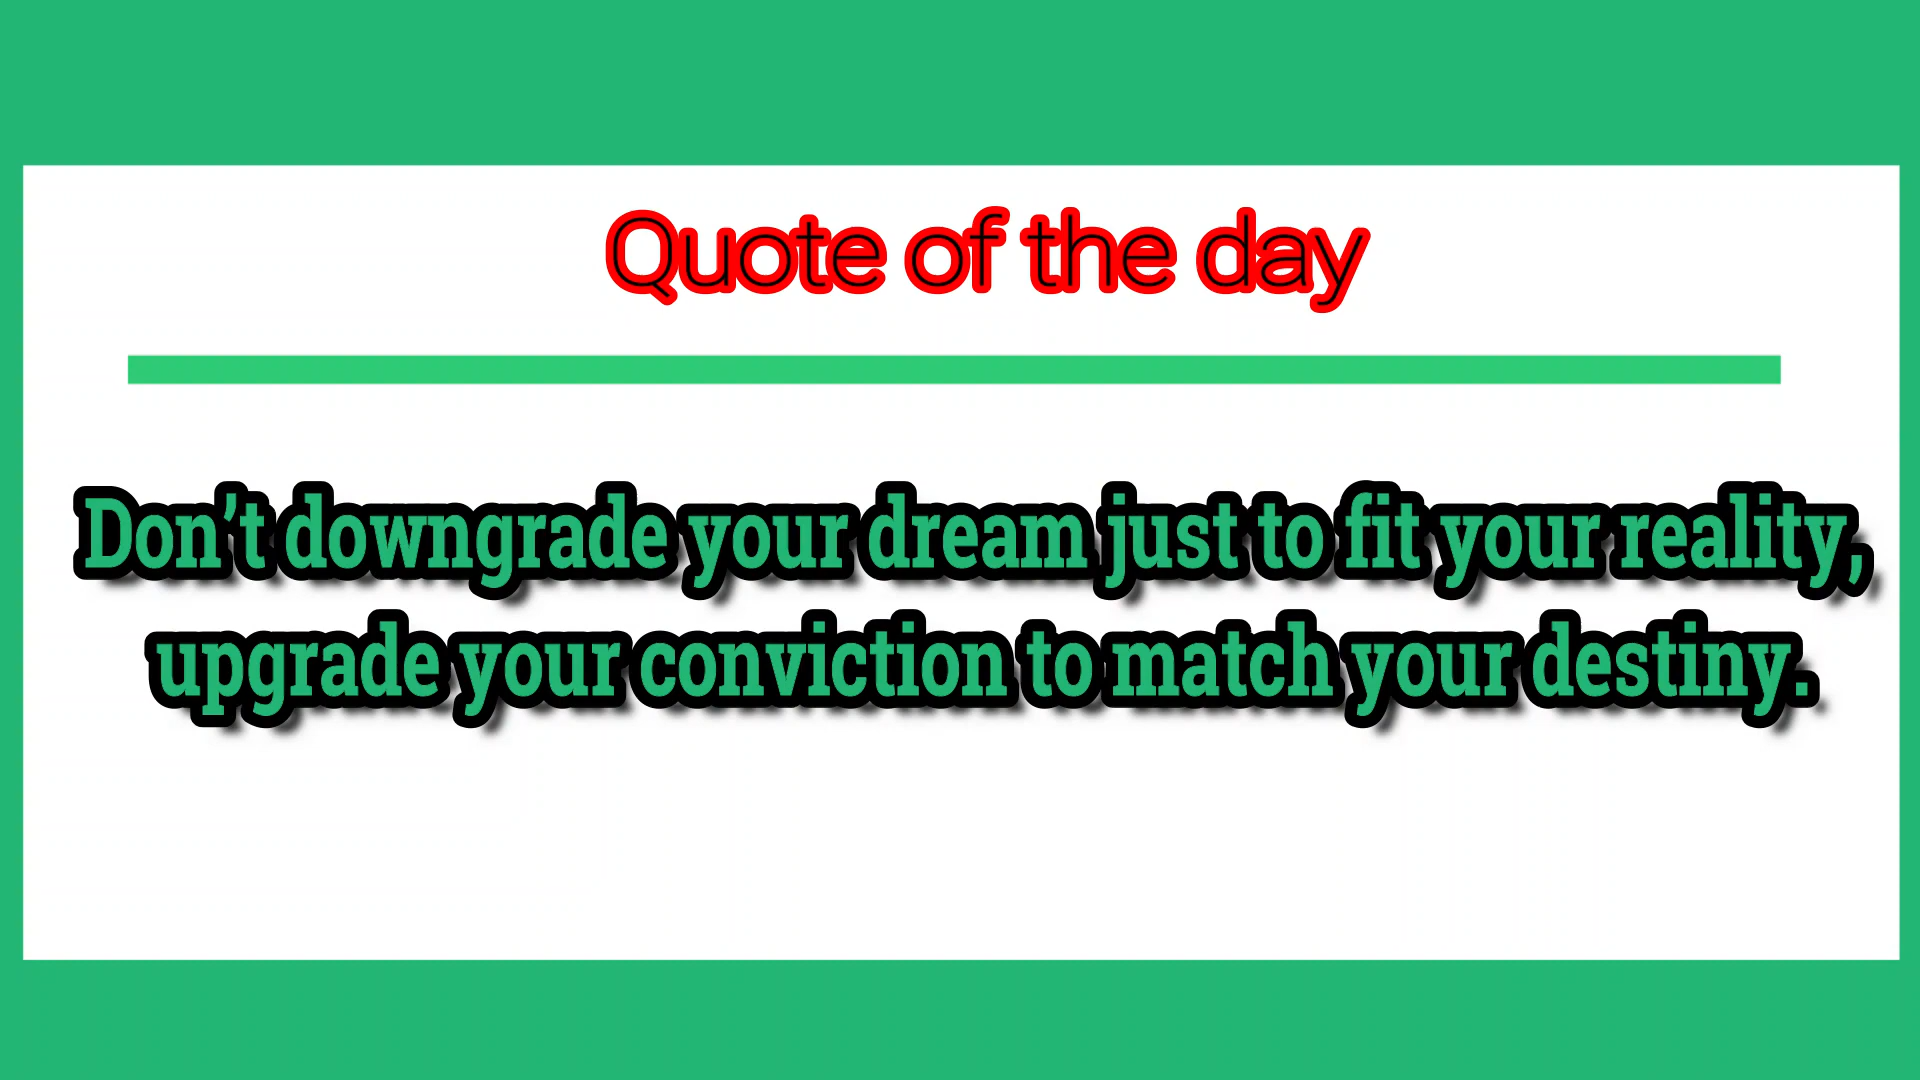 Quote of the day
Don’t downgrade your dream just to fit your reality,
upgrade your conviction to match your destiny.